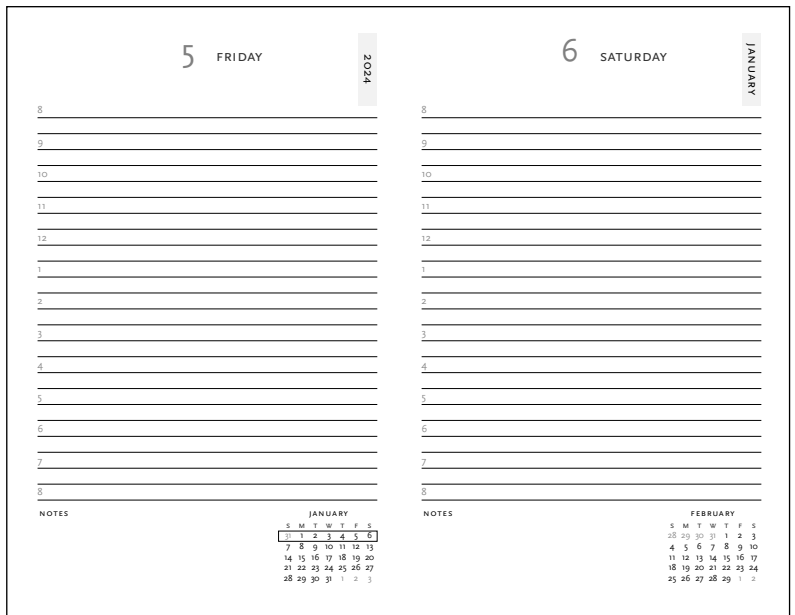 5 FRIDAY
2024
8
9
10
11
12
1
2
3
4
5
6
7
8
NOTES
JANUARY
S M T W T F S
31 1 2 3 4 5 6
7 8 9 10 11 12 13
14 15 16 17 18 19 20
21 22 23 24 25 26 27
28 29 30 31 1 2 3
6 SATURDAY
JANUARY
8
9
10
11
12
1
2
3
4
5
6
7
8
NOTES
FEBRUARY
S M T W T F S
28 29 30 31 1 2 3
4 5 6 7 8 9 10
11 12 13 14 15 16 17
18 19 20 21 22 23 24
25 26 27 28 29 1 2